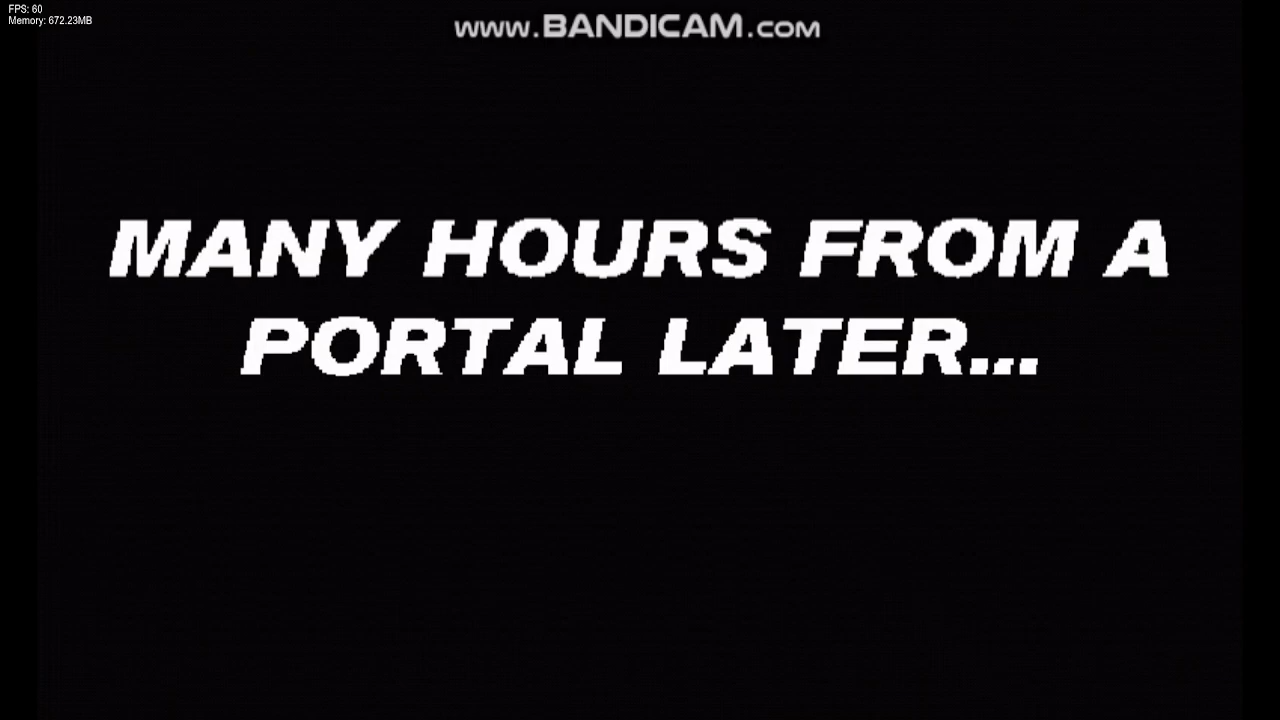 FPS: 60
Memory: 672.23MB
www.BANDICAM.com
MANY HOURS FROM A
PORTAL LATER...